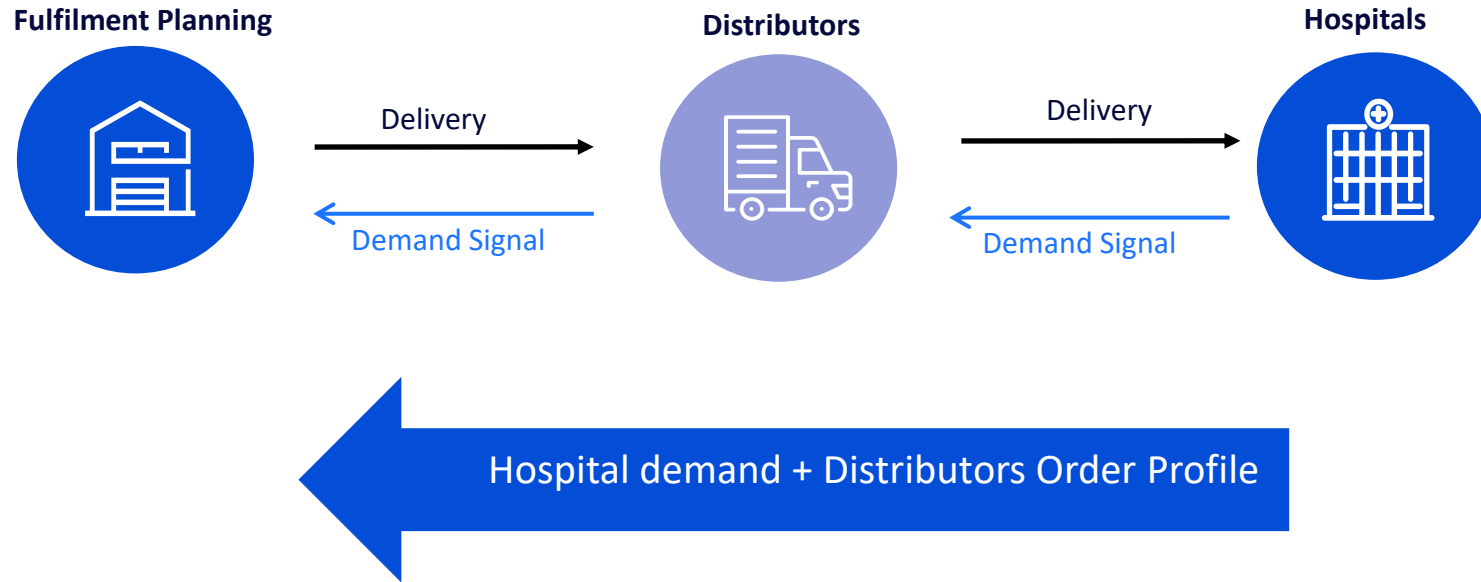 Fulfilment Planning
Distributors
Hospitals
Delivery
Delivery
Demand Signal
Demand Signal
Hospital demand + Distributors Order Profile